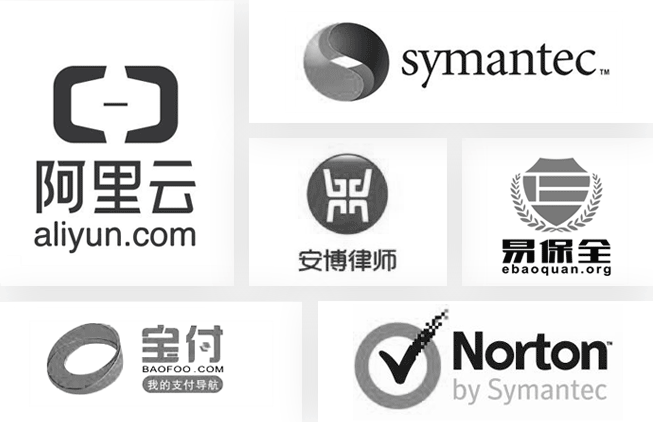 阿里云
aliyun.com
symantec™
安博律师
易保全
ebaoquan.org
宝付
BAOFOO.COM
我的支付导航
Norton™
by Symantec